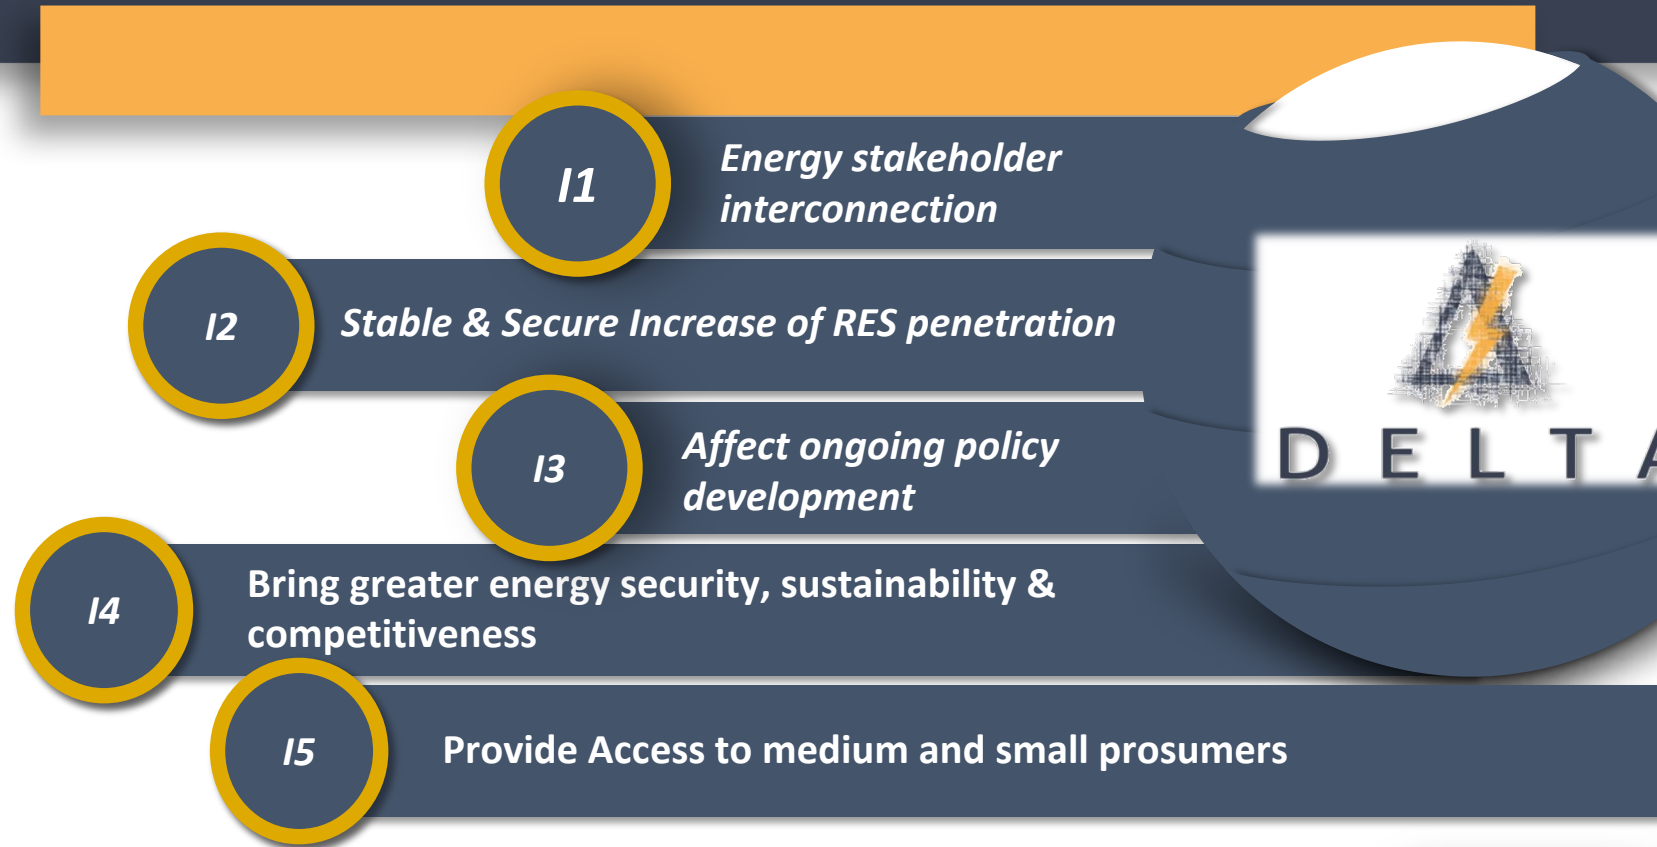 I1
Energy stakeholder
interconnection
I2
Stable & Secure Increase of RES penetration
I3
Affect ongoing policy
development
I4
Bring greater energy security, sustainability &
competitiveness
I5
Provide Access to medium and small prosumers
DELTA